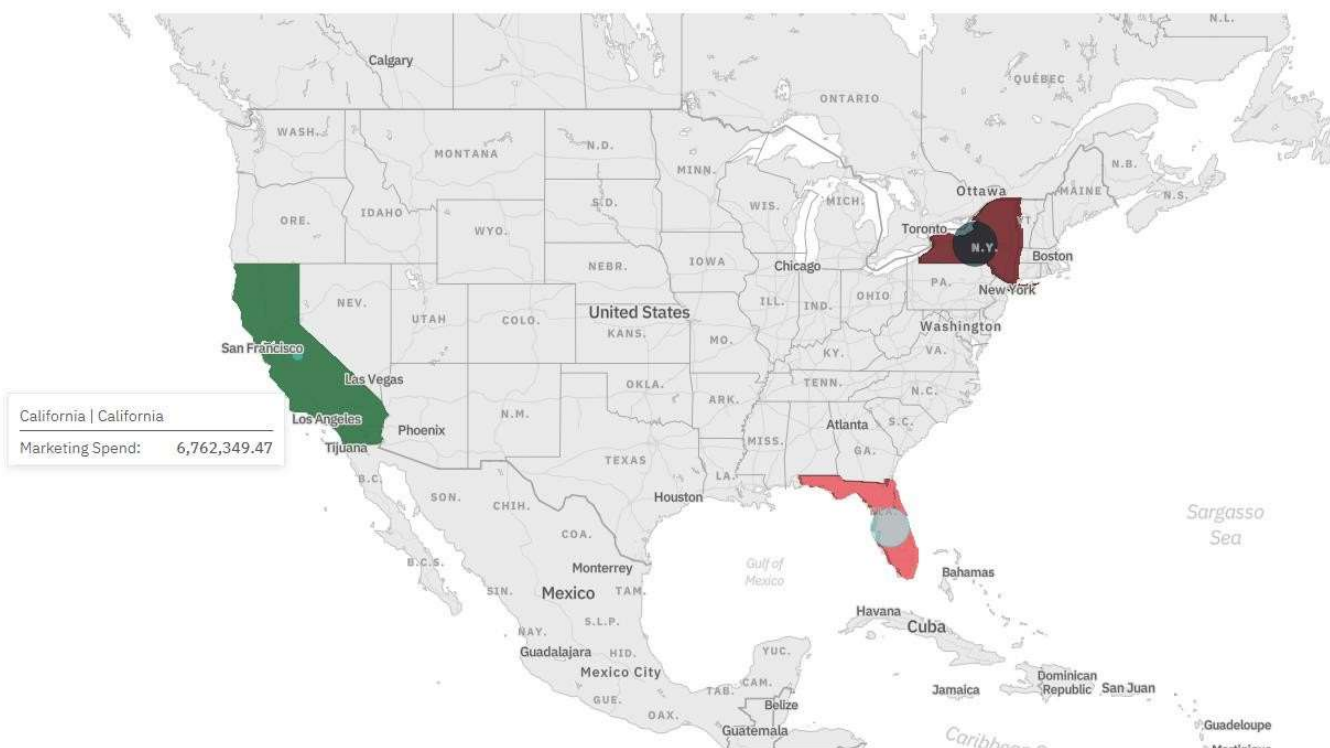 N.L.
Calgary
QUÉBEC
ONTARIO
WASH.
MONTANA
N.D.
MINN.
N.B.
Ottawa
MAINE
N.S.
ORE.
IDAHO
S.D.
WIS.
MICH.
VT.
WYO.
Toronto
N.Y.
Boston
NEBR.
IOWA
Chicago
PA.
New York
NEV.
UTAH
COLO.
United States
KANS.
ILL.
IND.
OHIO
Washington
San Francisco
MO.
KY.
VA.
Las Vegas
OKLA.
TENN.
N.C.
ARK.
California | California
Marketing Spend: 6,762,349.47
Los Angeles
Phoenix
N.M.
Atlanta
S.C.
MISS.
GA.
Tijuana
TEXAS
LA.
B.C.
SON.
CHIH.
Houston
Sargasso
Sea
COA.
B.C.S.
Monterrey
Gulf of
Mexico
Bahamas
SIN.
Mexico
TAM.
Havana
Cuba
S.L.P.
NAY.
Guadalajara
HID.
YUC.
Mexico City
CAM.
TAB.
Dominican
Republic
San Juan
Jamaica
GUE.
OAX.
Belize
Guatemala
Guadeloupe
Caribbean